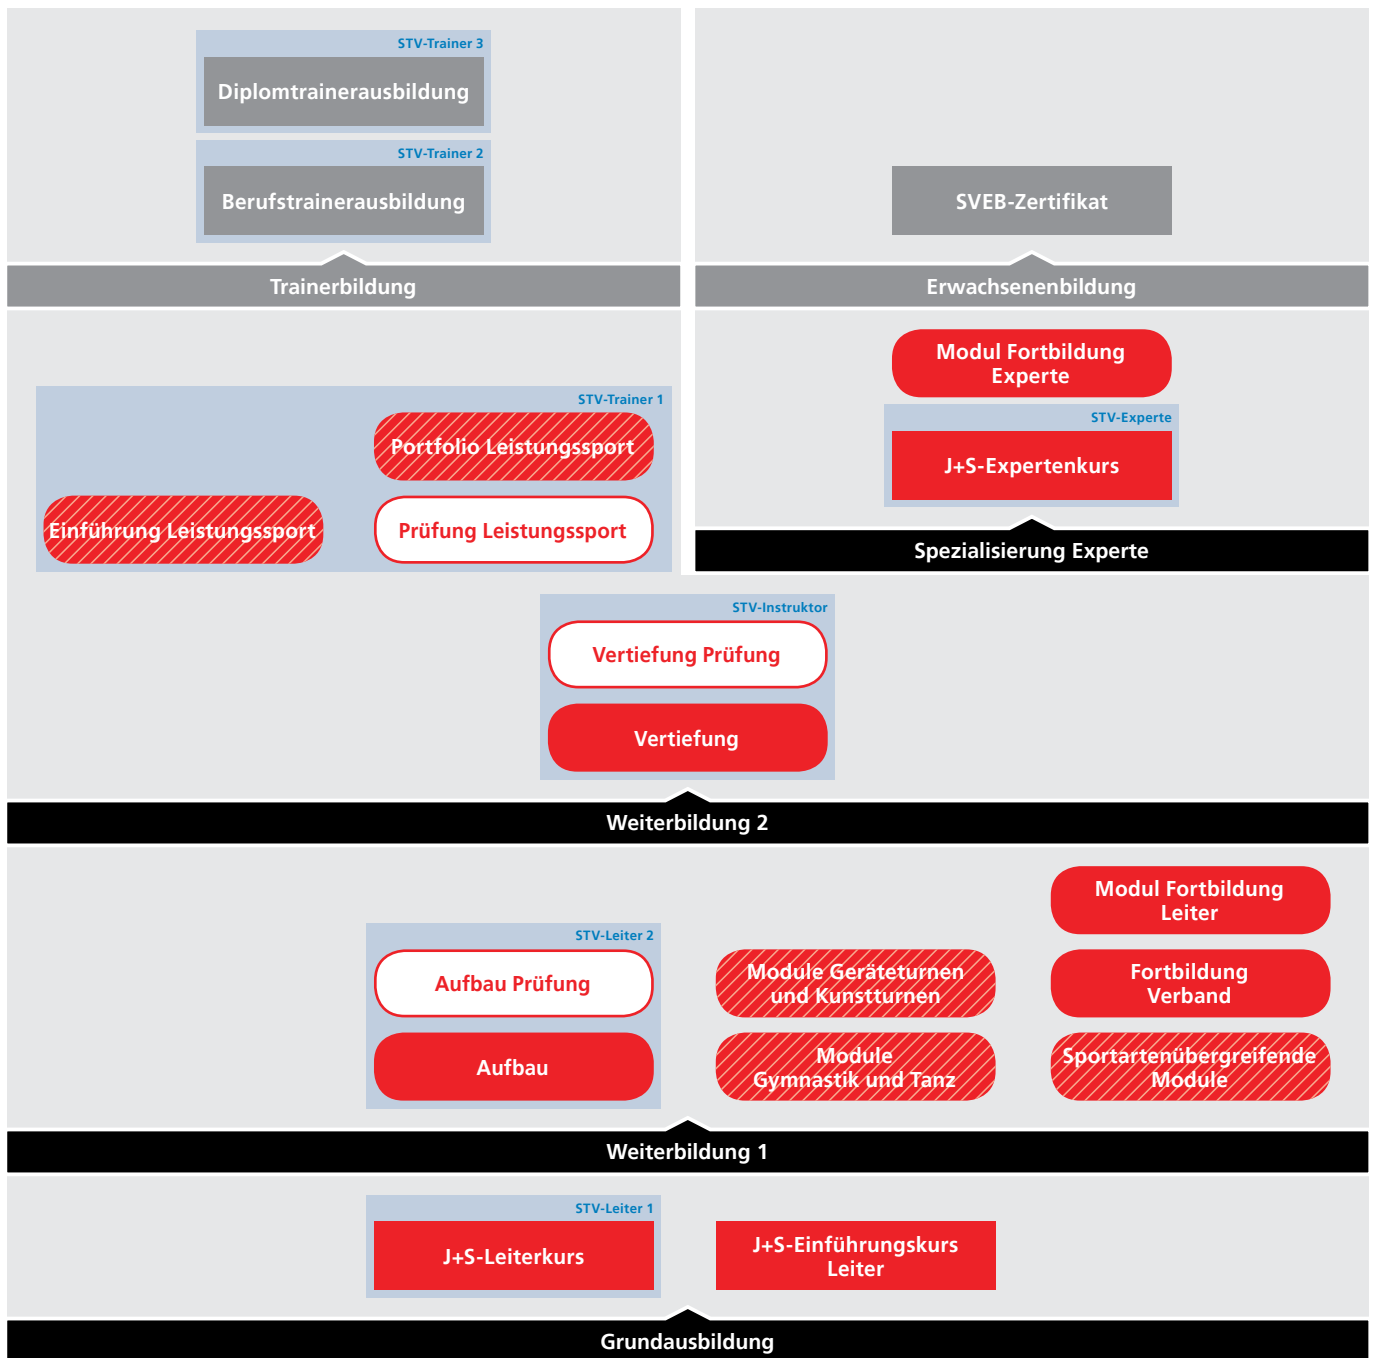 STV-Trainer 3
Diplomtrainerausbildung
STV-Trainer 2
Berufstrainerausbildung
SVEB-Zertifikat
Trainerbildung
Erwachsenenbildung
Modul Fortbildung
Experte
STV-Trainer 1
Portfolio Leistungssport
Einführung Leistungssport
Prüfung Leistungssport
STV-Experte
J+S-Expertenkurs
Spezialisierung Experte
STV-Instruktor
Vertiefung Prüfung
Vertiefung
Weiterbildung 2
STV-Leiter 2
Aufbau Prüfung
Aufbau
Module Geräteturnen
und Kunstturnen
Module
Gymnastik und Tanz
Modul Fortbildung
Leiter
Fortbildung
Verband
Sportartenübergreifende
Module
Weiterbildung 1
STV-Leiter 1
J+S-Leiterkurs
J+S-Einführungskurs
Leiter
Grundausbildung